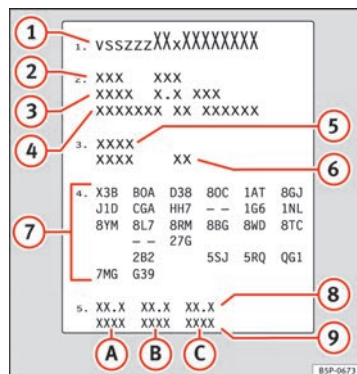 1
1. VSSZZZXXxXXXXXXXX
2
2. XXX XXX
3
XXXX X.X XXX
4
XXXXXXX XX XXXXXX
5
3. XXXX
XXXX XX
6
4. X3B BOA D38 8OC 1AT 8GJ
J1D CGA HH7 - - 1G6 1NL
7
8YM 8L7 8RM 8BG 8WD 8TC
- - 27G
2B2 5SJ 5RQ QG1
7MG G39
5. XX.X XX.X XX.X
8
XXXX XXXX XXXX
9
A B C
B5P-0673